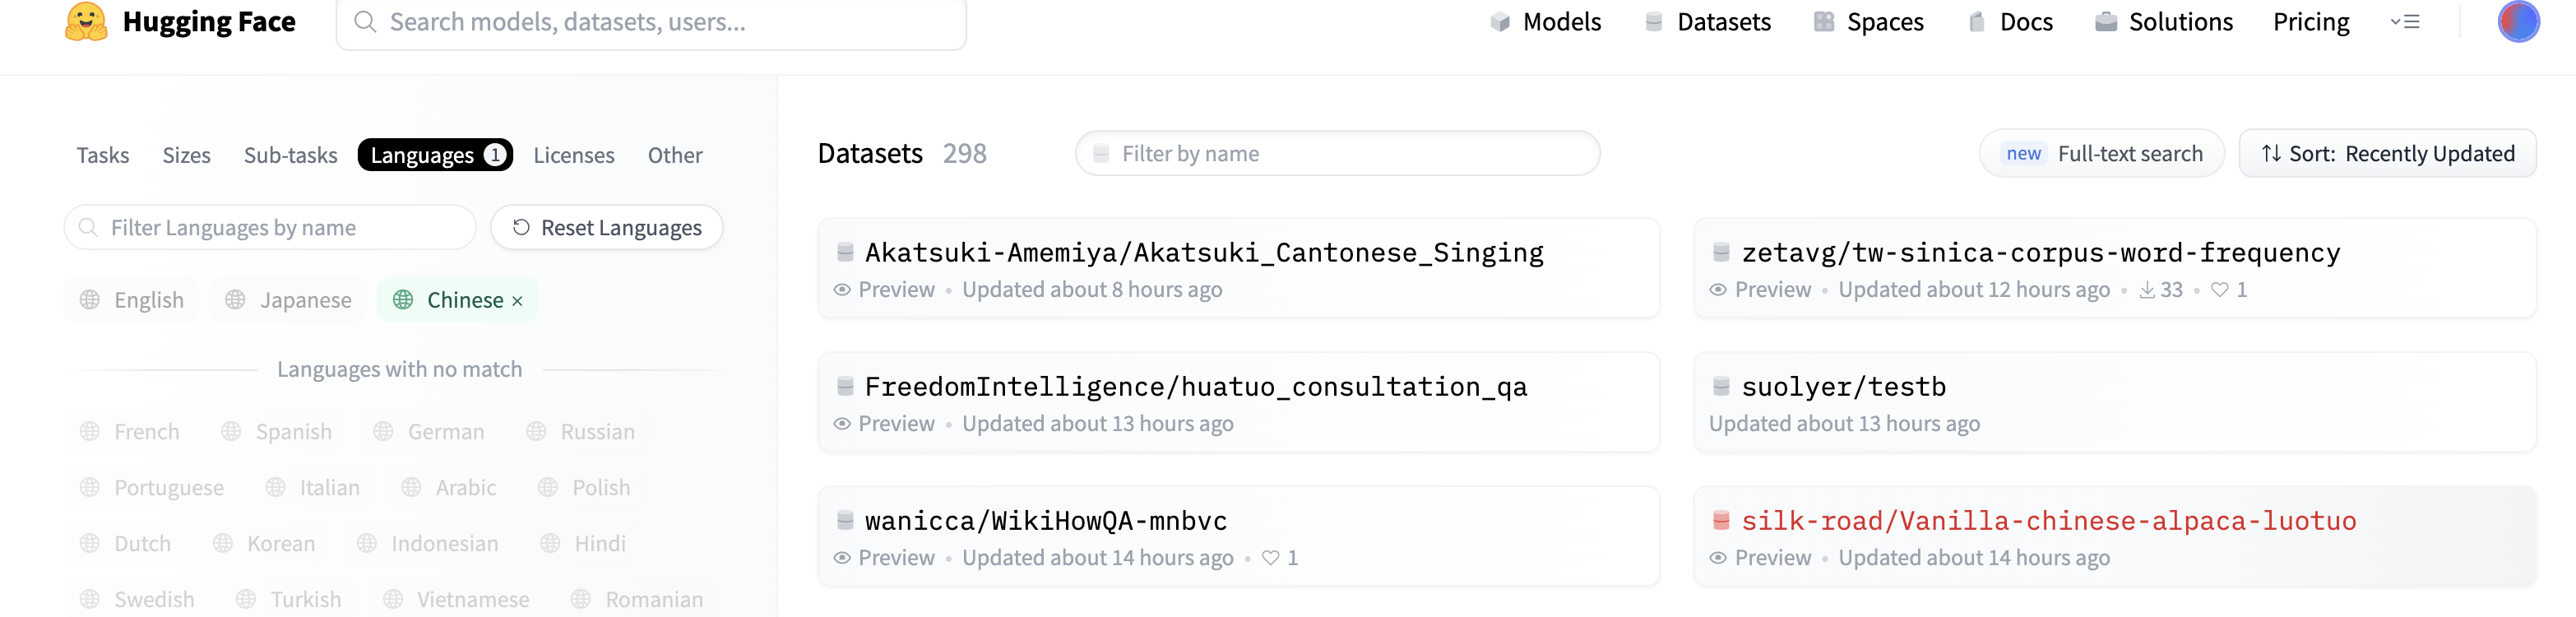 Hugging Face
Search models, datasets, users...
Models
Datasets
Spaces
Docs
Solutions
Pricing
Tasks
Sizes
Sub-tasks
Languages 1
Licenses
Other
Filter Languages by name
Reset Languages
English
Japanese
Chinese ×
Languages with no match
French
Spanish
German
Russian
Portuguese
Italian
Arabic
Polish
Dutch
Korean
Indonesian
Hindi
Swedish
Turkish
Vietnamese
Romanian
Datasets 298
Filter by name
new Full-text search
Sort: Recently Updated
Akatsuki-Amemiya/Akatsuki_Cantonese_Singing
Preview • Updated about 8 hours ago
zetavg/tw-sinica-corpus-word-frequency
Preview • Updated about 12 hours ago • 33 • 1
FreedomIntelligence/huatuo_consultation_qa
Preview • Updated about 13 hours ago
suolyer/testb
Updated about 13 hours ago
wanicca/WikiHowQA-mnbvc
Preview • Updated about 14 hours ago • 1
silk-road/Vanilla-chinese-alpaca-luotuo
Preview • Updated about 14 hours ago